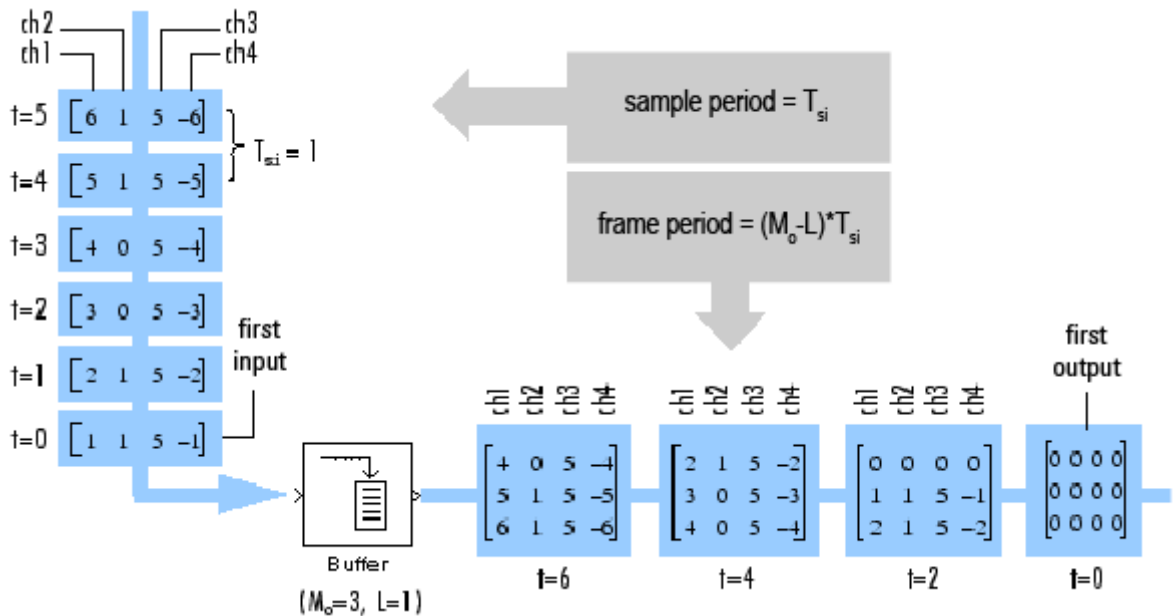 ch2
ch1
ch3
ch4
t=5 [6 1 5 −6]
T_si = 1
t=4 [5 1 5 −5]
t=3 [4 0 5 −4]
t=2 [3 0 5 −3]
t=1 [2 1 5 −2]
t=0 [1 1 5 −1]
first
input
sample period = T_si
frame period = (M_o-L)*T_si
first
output
ch1 ch2 ch3 ch4
4 0 5 −4
5 1 5 −5
6 1 5 −6
t=6
ch1 ch2 ch3 ch4
2 1 5 −2
3 0 5 −3
4 0 5 −4
t=4
ch1 ch2 ch3 ch4
0 0 0 0
1 1 5 −1
2 1 5 −2
t=2
0 0 0 0
0 0 0 0
0 0 0 0
t=0
Buffer
(M_o=3, L=1)